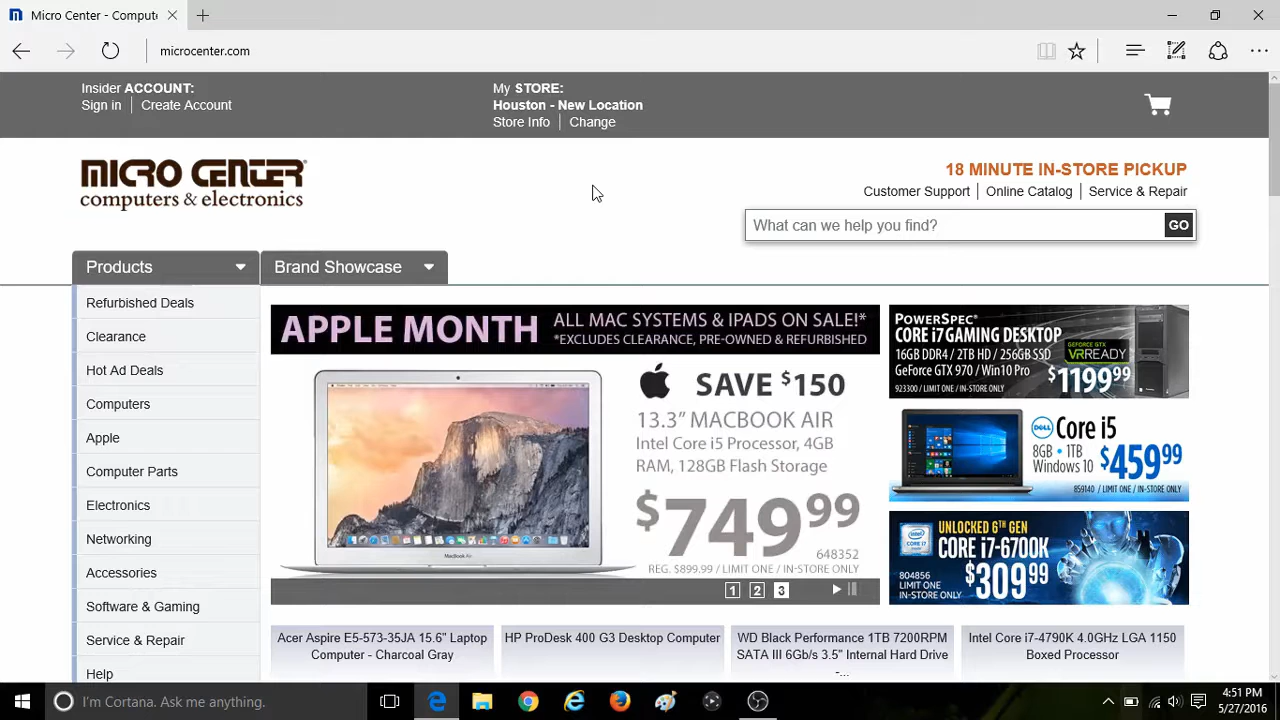 Micro Center - Compute
microcenter.com
Insider ACCOUNT:
Sign in | Create Account
My STORE:
Houston - New Location
Store Info | Change
MICRO CENTER
computers & electronics
18 MINUTE IN-STORE PICKUP
Customer Support | Online Catalog | Service & Repair
What can we help you find?
GO
Products
Brand Showcase
Refurbished Deals
Clearance
Hot Ad Deals
Computers
Apple
Computer Parts
Electronics
Networking
Accessories
Software & Gaming
Service & Repair
Help
APPLE MONTH
ALL MAC SYSTEMS & IPADS ON SALE!*
*EXCLUDES CLEARANCE, PRE-OWNED & REFURBISHED
SAVE $150
13.3” MACBOOK AIR
Intel Core i5 Processor, 4GB
RAM, 128GB Flash Storage
$749 99
648352
REG. $899.99 / LIMIT ONE / IN-STORE ONLY
MacBook Air
1 2 3
POWERSPEC®
CORE i7 GAMING DESKTOP
16GB DDR4 / 2TB HD / 256GB SSD
GeForce GTX 970 / Win10 Pro
923300 / LIMIT ONE / IN-STORE ONLY
GEFORCE GTX
VR READY
$1199 99
DELL
Core i5
8GB • 1TB
Windows 10
$459 99
859140 / LIMIT ONE / IN-STORE ONLY
UNLOCKED 6TH GEN
CORE i7-6700K
804856
LIMIT ONE
IN-STORE ONLY
$309 99
Acer Aspire E5-573-35JA 15.6" Laptop
Computer - Charcoal Gray
HP ProDesk 400 G3 Desktop Computer
WD Black Performance 1TB 7200RPM
SATA III 6Gb/s 3.5" Internal Hard Drive
-...
Intel Core i7-4790K 4.0GHz LGA 1150
Boxed Processor
I'm Cortana. Ask me anything.
4:51 PM
5/27/2016